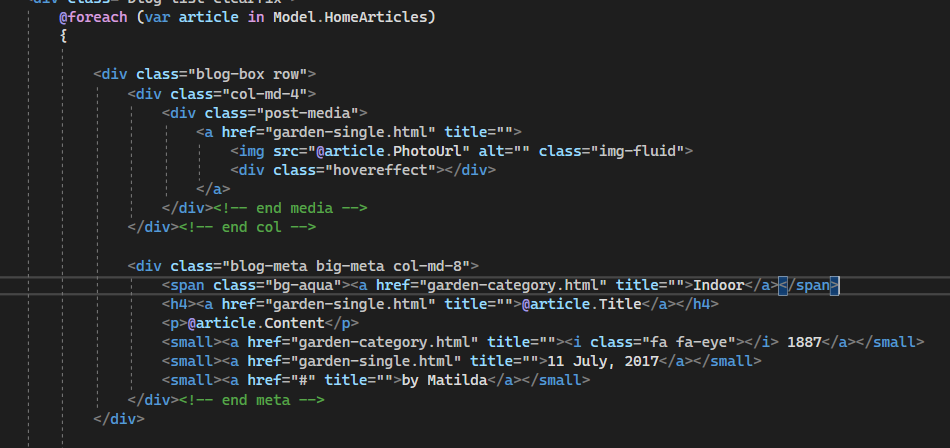 <div class="blog-list clearfix">
@foreach (var article in Model.HomeArticles)
{
<div class="blog-box row">
<div class="col-md-4">
<div class="post-media">
<a href="garden-single.html" title="">
<img src="@article.PhotoUrl" alt="" class="img-fluid">
<div class="hovereffect"></div>
</a>
</div><!-- end media -->
</div><!-- end col -->
<div class="blog-meta big-meta col-md-8">
<span class="bg-aqua"><a href="garden-category.html" title="">Indoor</a></span>
<h4><a href="garden-single.html" title="">@article.Title</a></h4>
<p>@article.Content</p>
<small><a href="garden-category.html" title=""><i class="fa fa-eye"></i> 1887</a></small>
<small><a href="garden-single.html" title="">11 July, 2017</a></small>
<small><a href="#" title="">by Matilda</a></small>
</div><!-- end meta -->
</div>